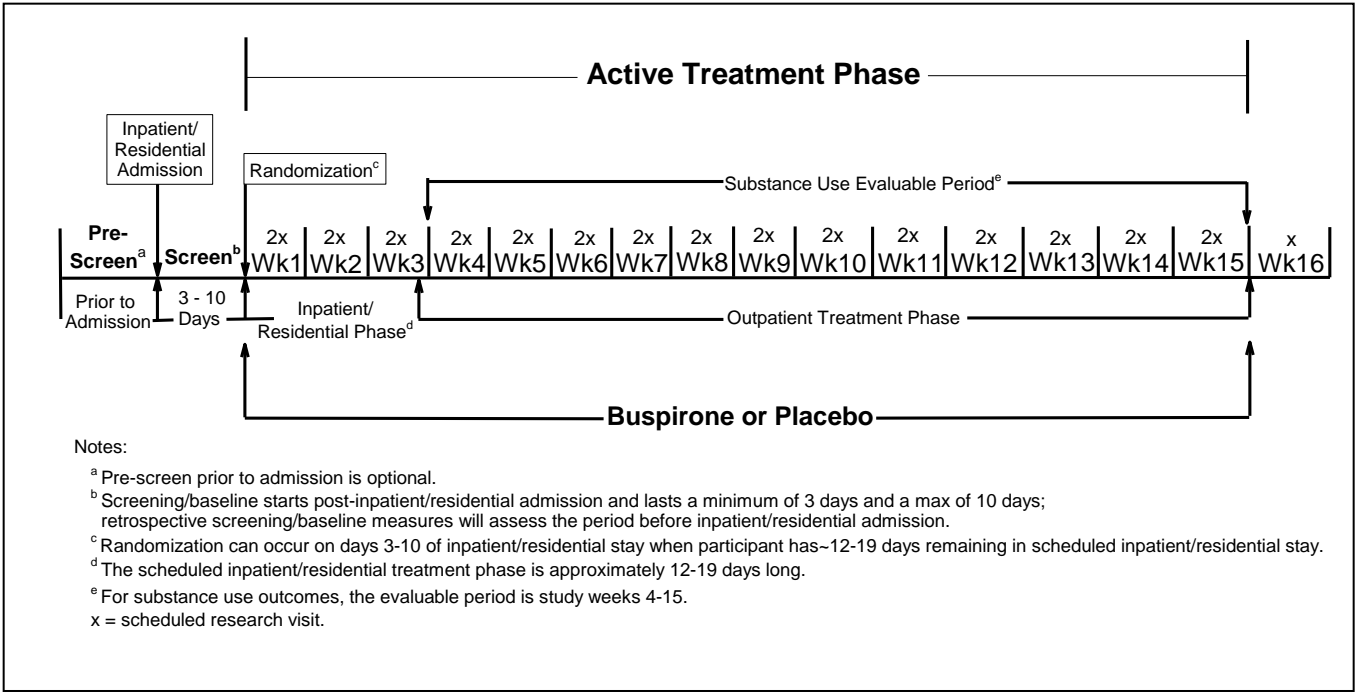 Active Treatment Phase
Inpatient/
Residential
Admission
Randomizationc
Substance Use Evaluable Periode
Pre-
Screena
Screenb
2x
Wk1
2x
Wk2
2x
Wk3
2x
Wk4
2x
Wk5
2x
Wk6
2x
Wk7
2x
Wk8
2x
Wk9
2x
Wk10
2x
Wk11
2x
Wk12
2x
Wk13
2x
Wk14
2x
Wk15
x
Wk16
Prior to
Admission
3 - 10
Days
Inpatient/
Residential Phased
Outpatient Treatment Phase
Buspirone or Placebo
Notes:
a Pre-screen prior to admission is optional.
b Screening/baseline starts post-inpatient/residential admission and lasts a minimum of 3 days and a max of 10 days;
retrospective screening/baseline measures will assess the period before inpatient/residential admission.
c Randomization can occur on days 3-10 of inpatient/residential stay when participant has~12-19 days remaining in scheduled inpatient/residential stay.
d The scheduled inpatient/residential treatment phase is approximately 12-19 days long.
e For substance use outcomes, the evaluable period is study weeks 4-15.
x = scheduled research visit.